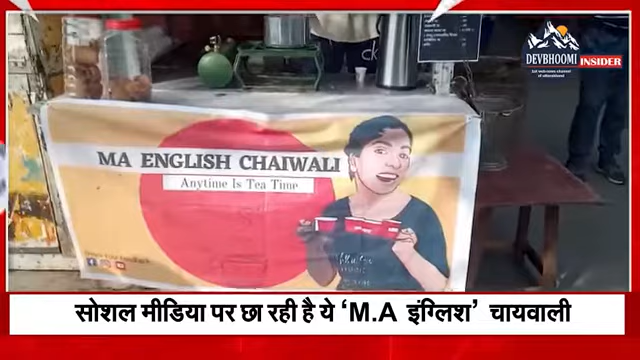 DEVBHOOMI INSIDER
MA ENGLISH CHAIWALI
Anytime Is Tea Time
सोशल मीडिया पर छा रही है ये ‘M.A इंग्लिश’ चायवाली